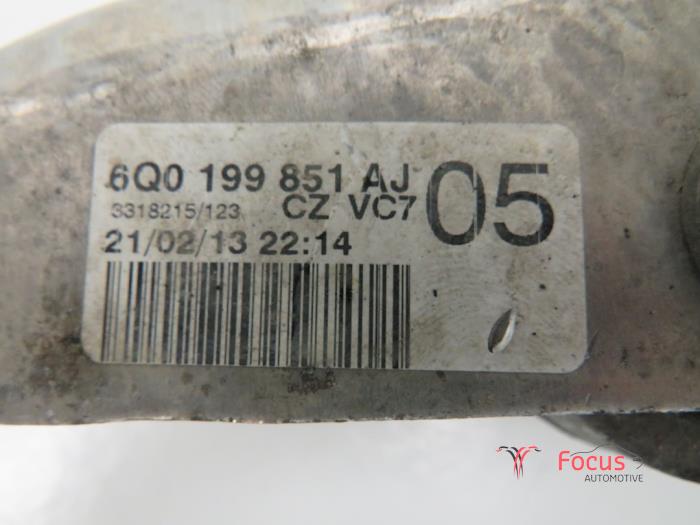 6Q0 199 851 AJ 05
3318215/123 CZ VC7
21/02/13 22:14
Focus
AUTOMOTIVE